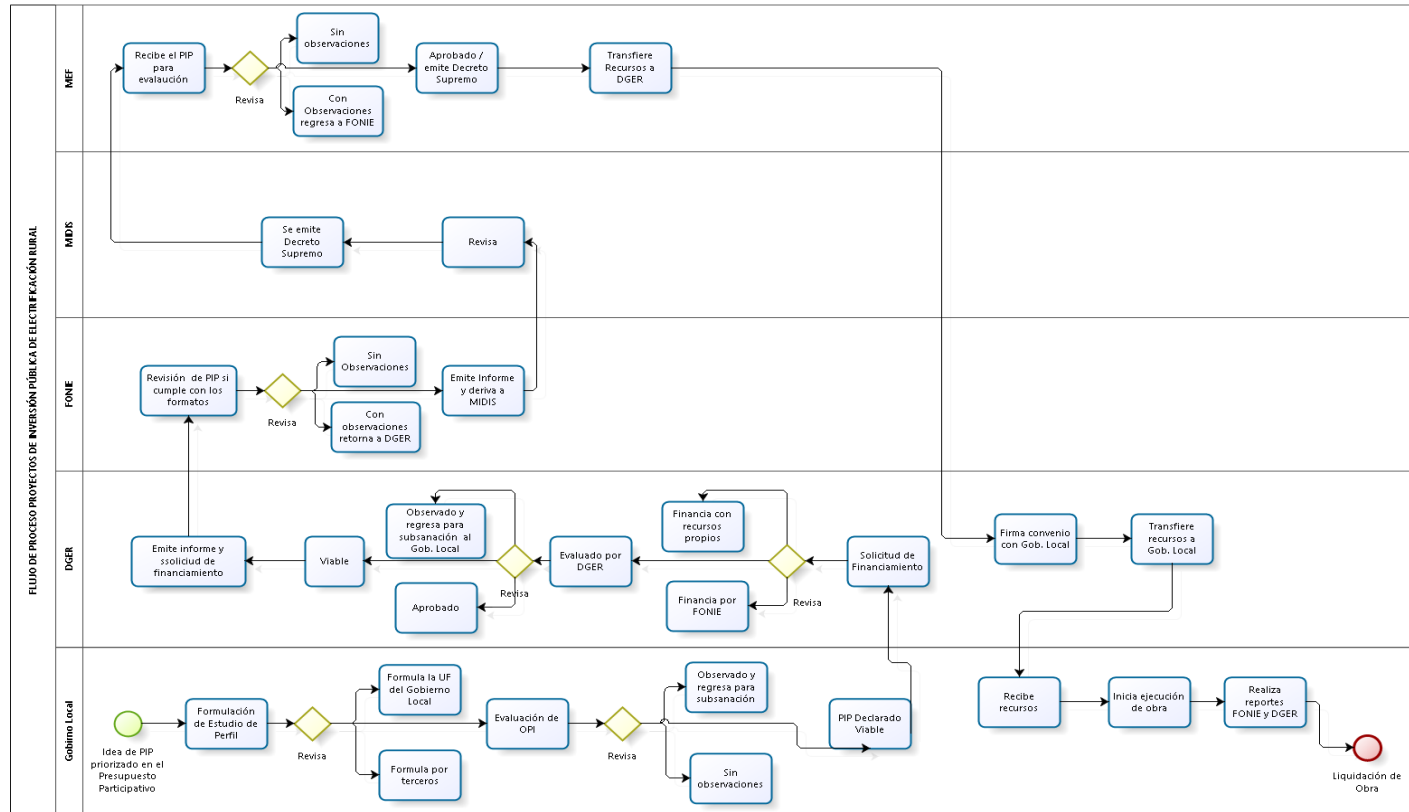 FLUJO DE PROCESO PROYECTOS DE INVERSIÓN PÚBLICA DE ELECTRIFICACIÓN RURAL
MEF
Recibe el PIP
para
evalaución
Revisa
Sin
observaciones
Con
Observaciones
regresa a FONIE
Aprobado /
emite Decreto
Supremo
Transfiere
Recursos a
DGER
MIDIS
Se emite
Decreto
Supremo
Revisa
FONIE
Revisión de PIP si
cumple con los
formatos
Revisa
Sin
Observaciones
Con
observaciones
retorna a DGER
Emite Informe
y deriva a
MIDIS
DGER
Emite informe y
ssoliciud de
financiamiento
Viable
Observado y
regresa para
subsanación al
Gob. Local
Aprobado
Revisa
Evaluado por
DGER
Financia con
recursos
propios
Financia por
FONIE
Revisa
Solicitud de
Financiamiento
Firma convenio
con Gob. Local
Transfiere
recursos a
Gob. Local
Gobierno Local
Idea de PIP
priorizado en el
Presupuesto
Participativo
Formulación
de Estudio de
Perfil
Revisa
Formula la UF
del Gobierno
Local
Formula por
terceros
Evaluación de
OPI
Revisa
Observado y
regresa para
subsanación
Sin
observaciones
PIP Declarado
Viable
Recibe
recursos
Inicia ejecución
de obra
Realiza
reportes
FONIE y DGER
Liquidación de
Obra